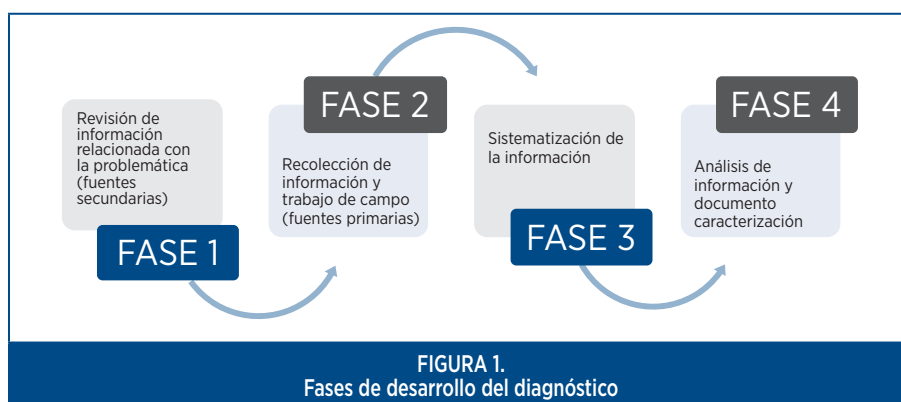 Revisión de
información
relacionada con
la problemática
(fuentes
secundarias)
FASE 1
FASE 2
Recolección de
información y
trabajo de campo
(fuentes primarias)
Sistematización de
la información
FASE 3
FASE 4
Análisis de
información y
documento
caracterización
FIGURA 1.
Fases de desarrollo del diagnóstico